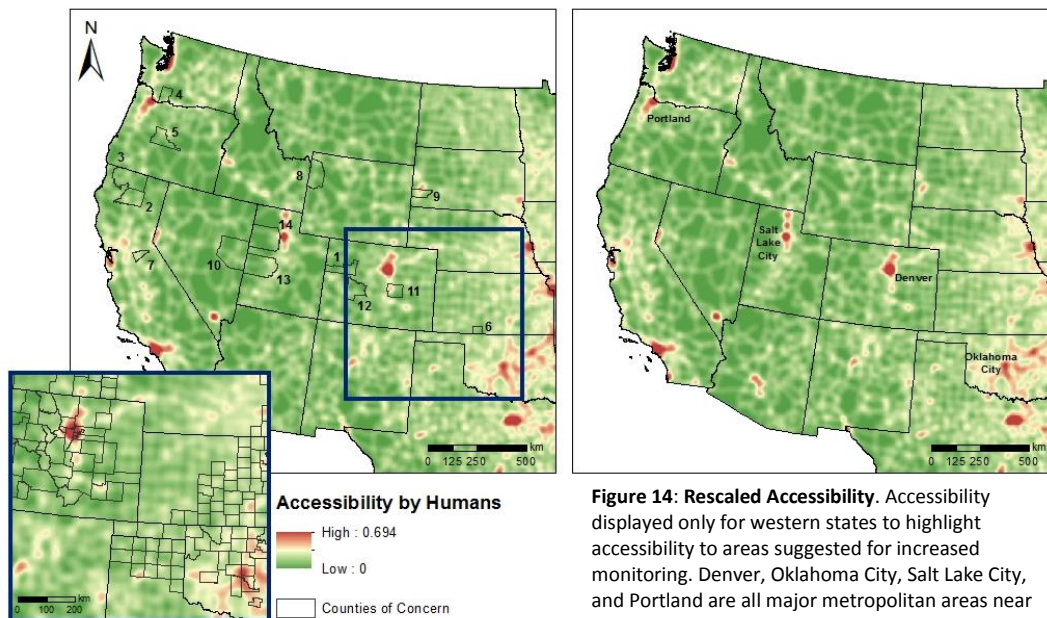 N
4
5
3
2
7
8
9
14
10
13
1
11
12
6
km
0 125 250 500
Portland
Salt
Lake
City
Denver
Oklahoma
City
km
0 125 250 500
km
0 100 200
Accessibility by Humans
High : 0.694
Low : 0
Counties of Concern
Figure 14: Rescaled Accessibility. Accessibility
displayed only for western states to highlight
accessibility to areas suggested for increased
monitoring. Denver, Oklahoma City, Salt Lake City,
and Portland are all major metropolitan areas near